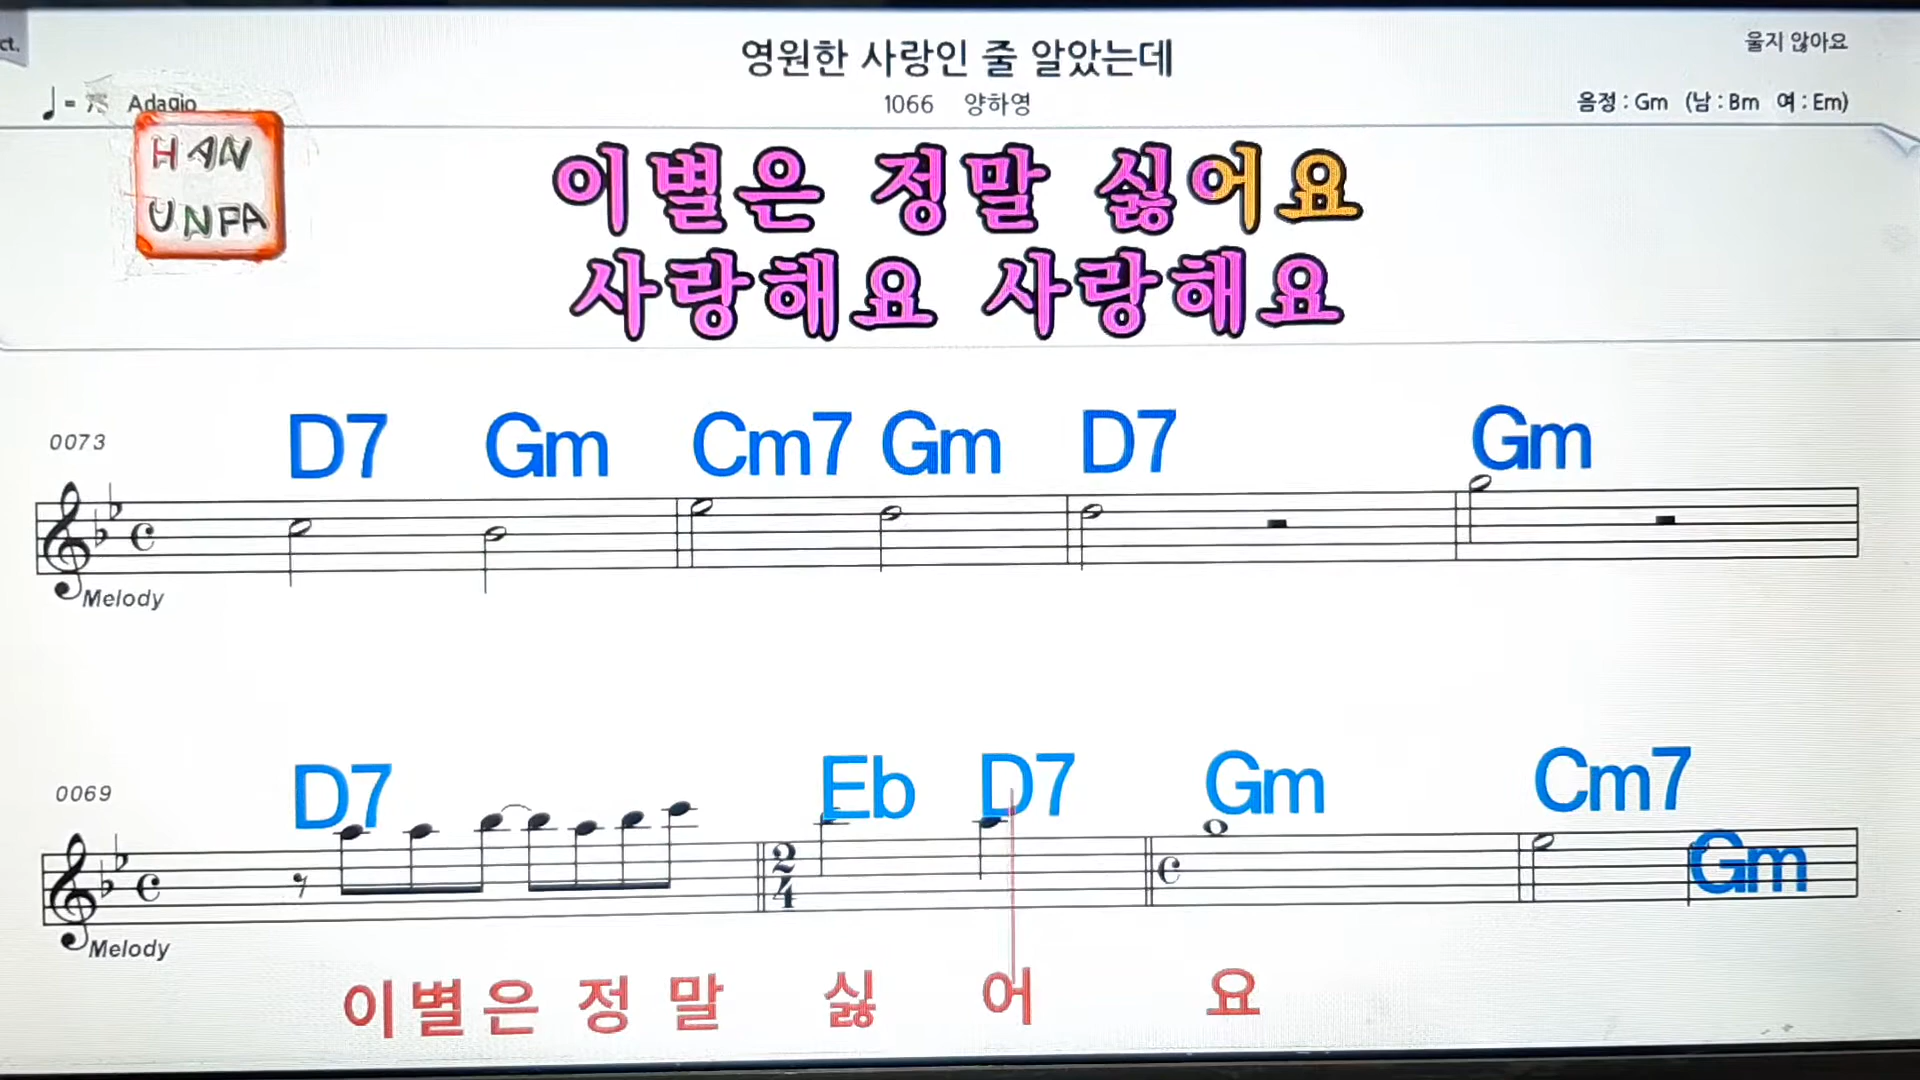 ct.
영원한 사랑인 줄 알았는데
울지 않아요
Adagio
1066 양하영
음정 : Gm (남 : Bm 여 : Em)
HAN
UNFA
이별은 정말 싫어요
사랑해요 사랑해요
D7 Gm Cm7 Gm D7 Gm
0073
Melody
D7 Eb D7 Gm Cm7 Gm
0069
2
4
Melody
이별은 정말 싫 어 요